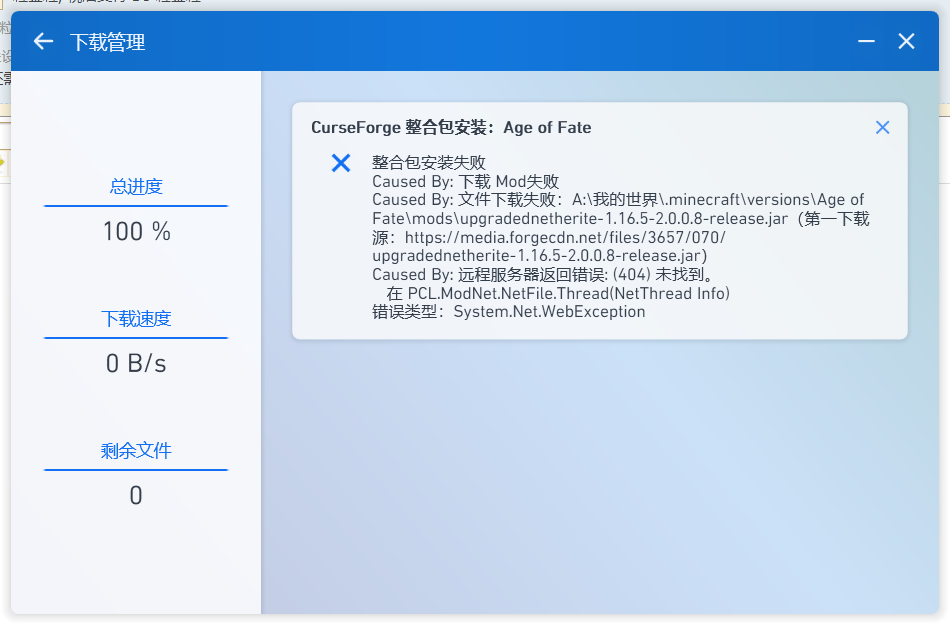 下载管理
总进度
100 %
下载速度
0 B/s
剩余文件
0
CurseForge 整合包安装：Age of Fate
整合包安装失败
Caused By: 下载 Mod失败
Caused By: 文件下载失败：A:\我的世界\.minecraft\versions\Age of
Fate\mods\upgradednetherite-1.16.5-2.0.0.8-release.jar（第一下载
源：https://media.forgecdn.net/files/3657/070/
upgradednetherite-1.16.5-2.0.0.8-release.jar）
Caused By: 远程服务器返回错误: (404) 未找到。
在 PCL.ModNet.NetFile.Thread(NetThread Info)
错误类型：System.Net.WebException